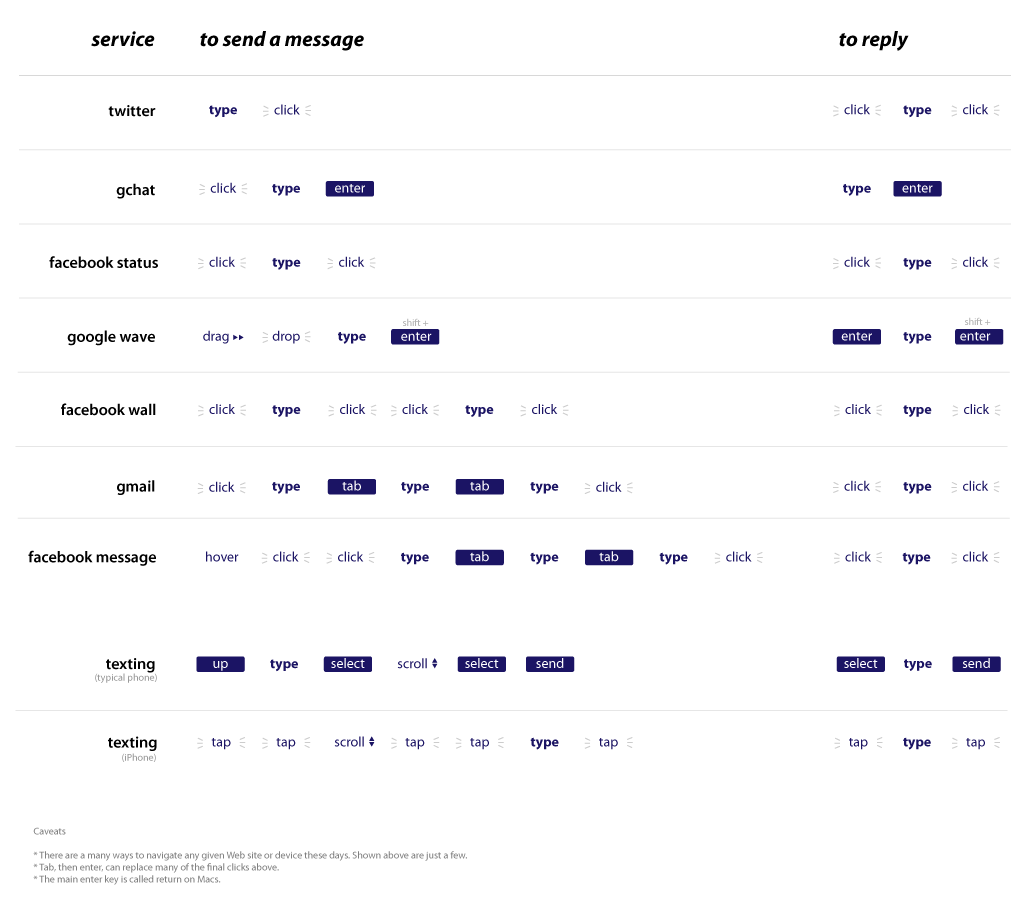 service to send a message to reply
twitter type click click type click
gchat click type enter type enter
facebook status click type click click type click
shift + shift +
google wave drag drop type enter enter type enter
facebook wall click type click click type click click type click
gmail click type tab type tab type click click type click
facebook message hover click click type tab type tab type click click type click
texting up type select scroll select send select type send
(typical phone)
texting tap tap scroll tap tap type tap tap type tap
(iPhone)
Caveats
* There are a many ways to navigate any given Web site or device these days. Shown above are just a few.
* Tab, then enter, can replace many of the final clicks above.
* The main enter key is called return on Macs.